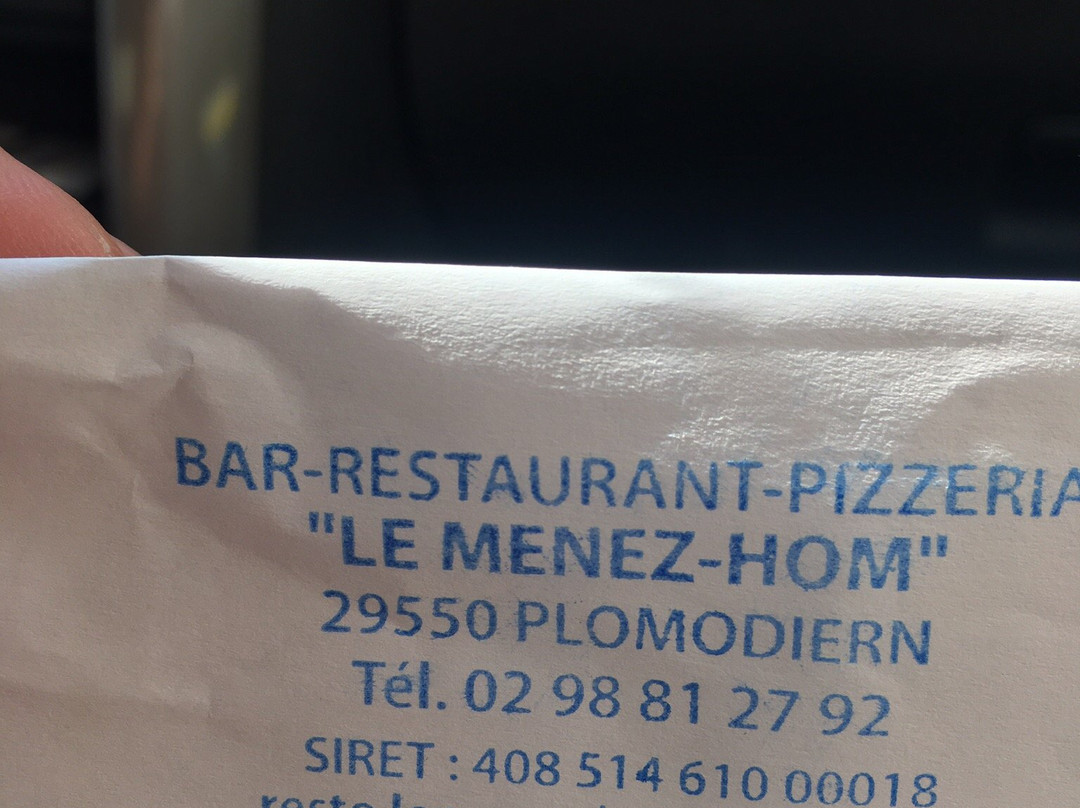 BAR-RESTAURANT-PIZZERIA
"LE MENEZ-HOM"
29550 PLOMODIERN
Tél. 02 98 81 27 92
SIRET : 408 514 610 00018